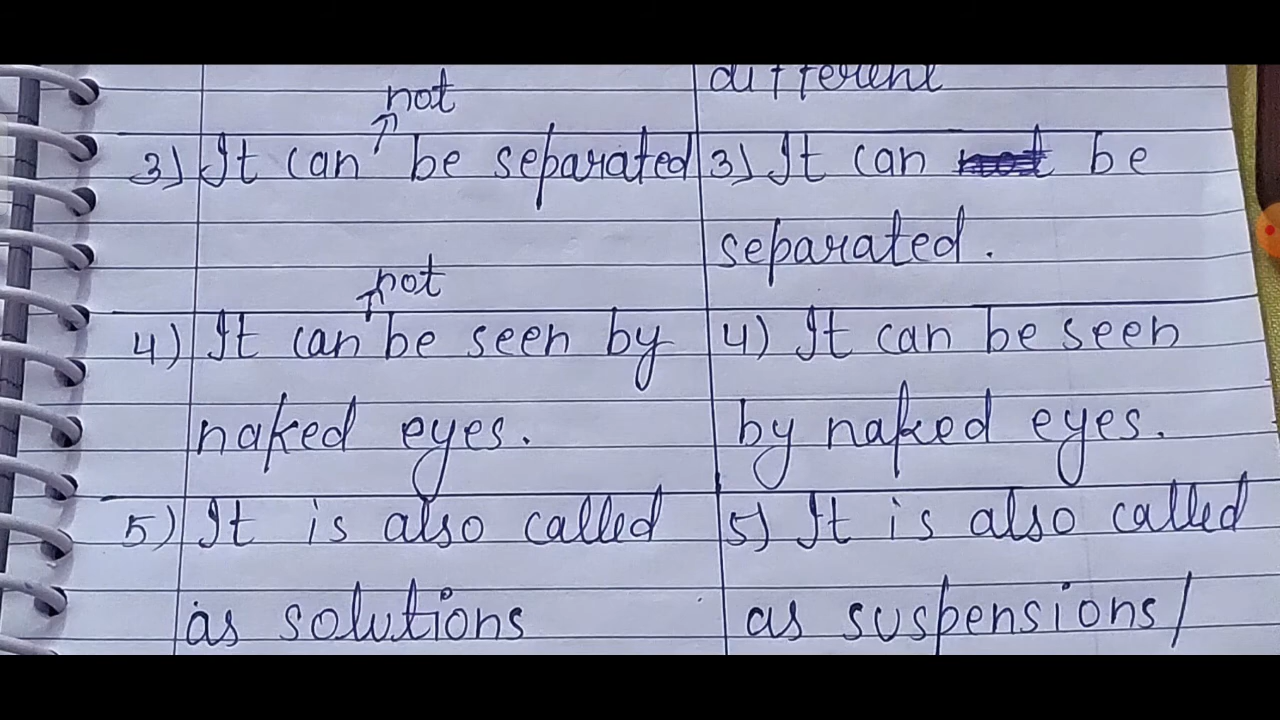 different
not
3) It can be separated 3) It can be
separated.
not
4) It can be seen by 4) It can be seen
naked eyes. by naked eyes.
5) It is also called 5) It is also called
as solutions as suspensions/